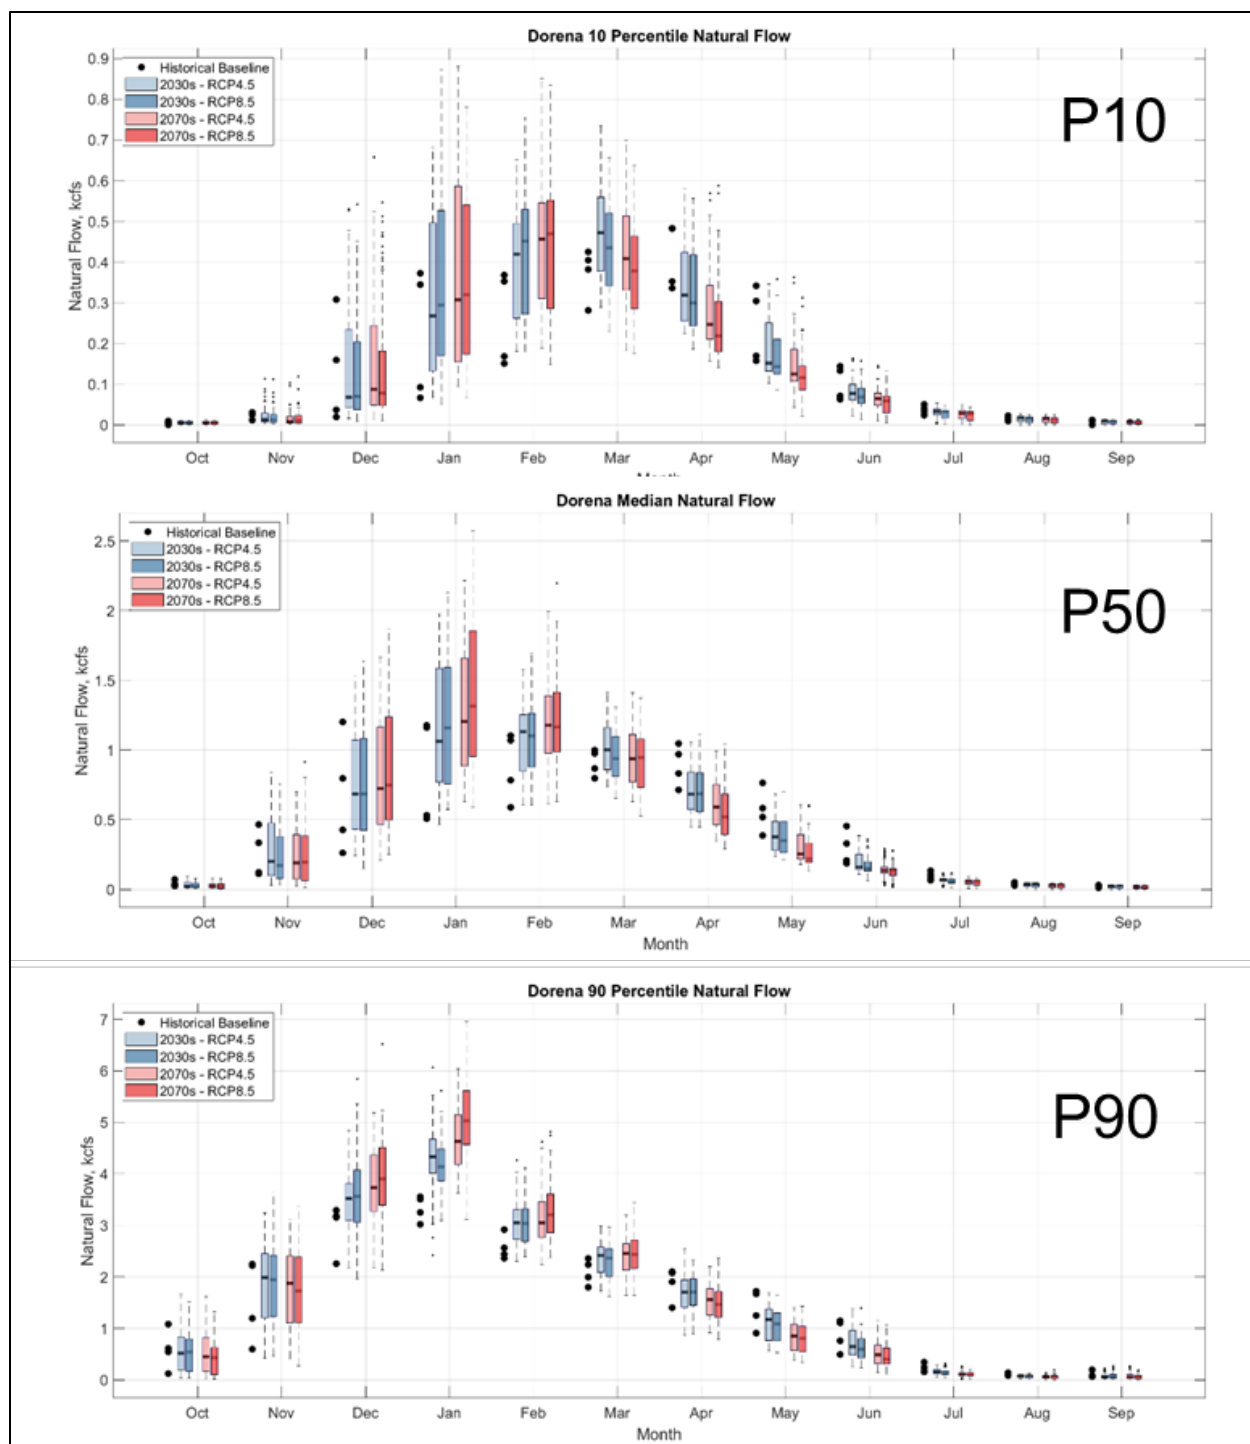 Dorena 10 Percentile Natural Flow
Historical Baseline
2030s - RCP4.5
2030s - RCP8.5
2070s - RCP4.5
2070s - RCP8.5
P10
Natural Flow, kcfs
0.9
0.8
0.7
0.6
0.5
0.4
0.3
0.2
0.1
0
Oct Nov Dec Jan Feb Mar Apr May Jun Jul Aug Sep
Dorena Median Natural Flow
Historical Baseline
2030s - RCP4.5
2030s - RCP8.5
2070s - RCP4.5
2070s - RCP8.5
P50
Natural Flow, kcfs
2.5
2
1.5
1
0.5
0
Oct Nov Dec Jan Feb Mar Apr May Jun Jul Aug Sep
Month
Dorena 90 Percentile Natural Flow
Historical Baseline
2030s - RCP4.5
2030s - RCP8.5
2070s - RCP4.5
2070s - RCP8.5
P90
Natural Flow, kcfs
7
6
5
4
3
2
1
0
Oct Nov Dec Jan Feb Mar Apr May Jun Jul Aug Sep
Month